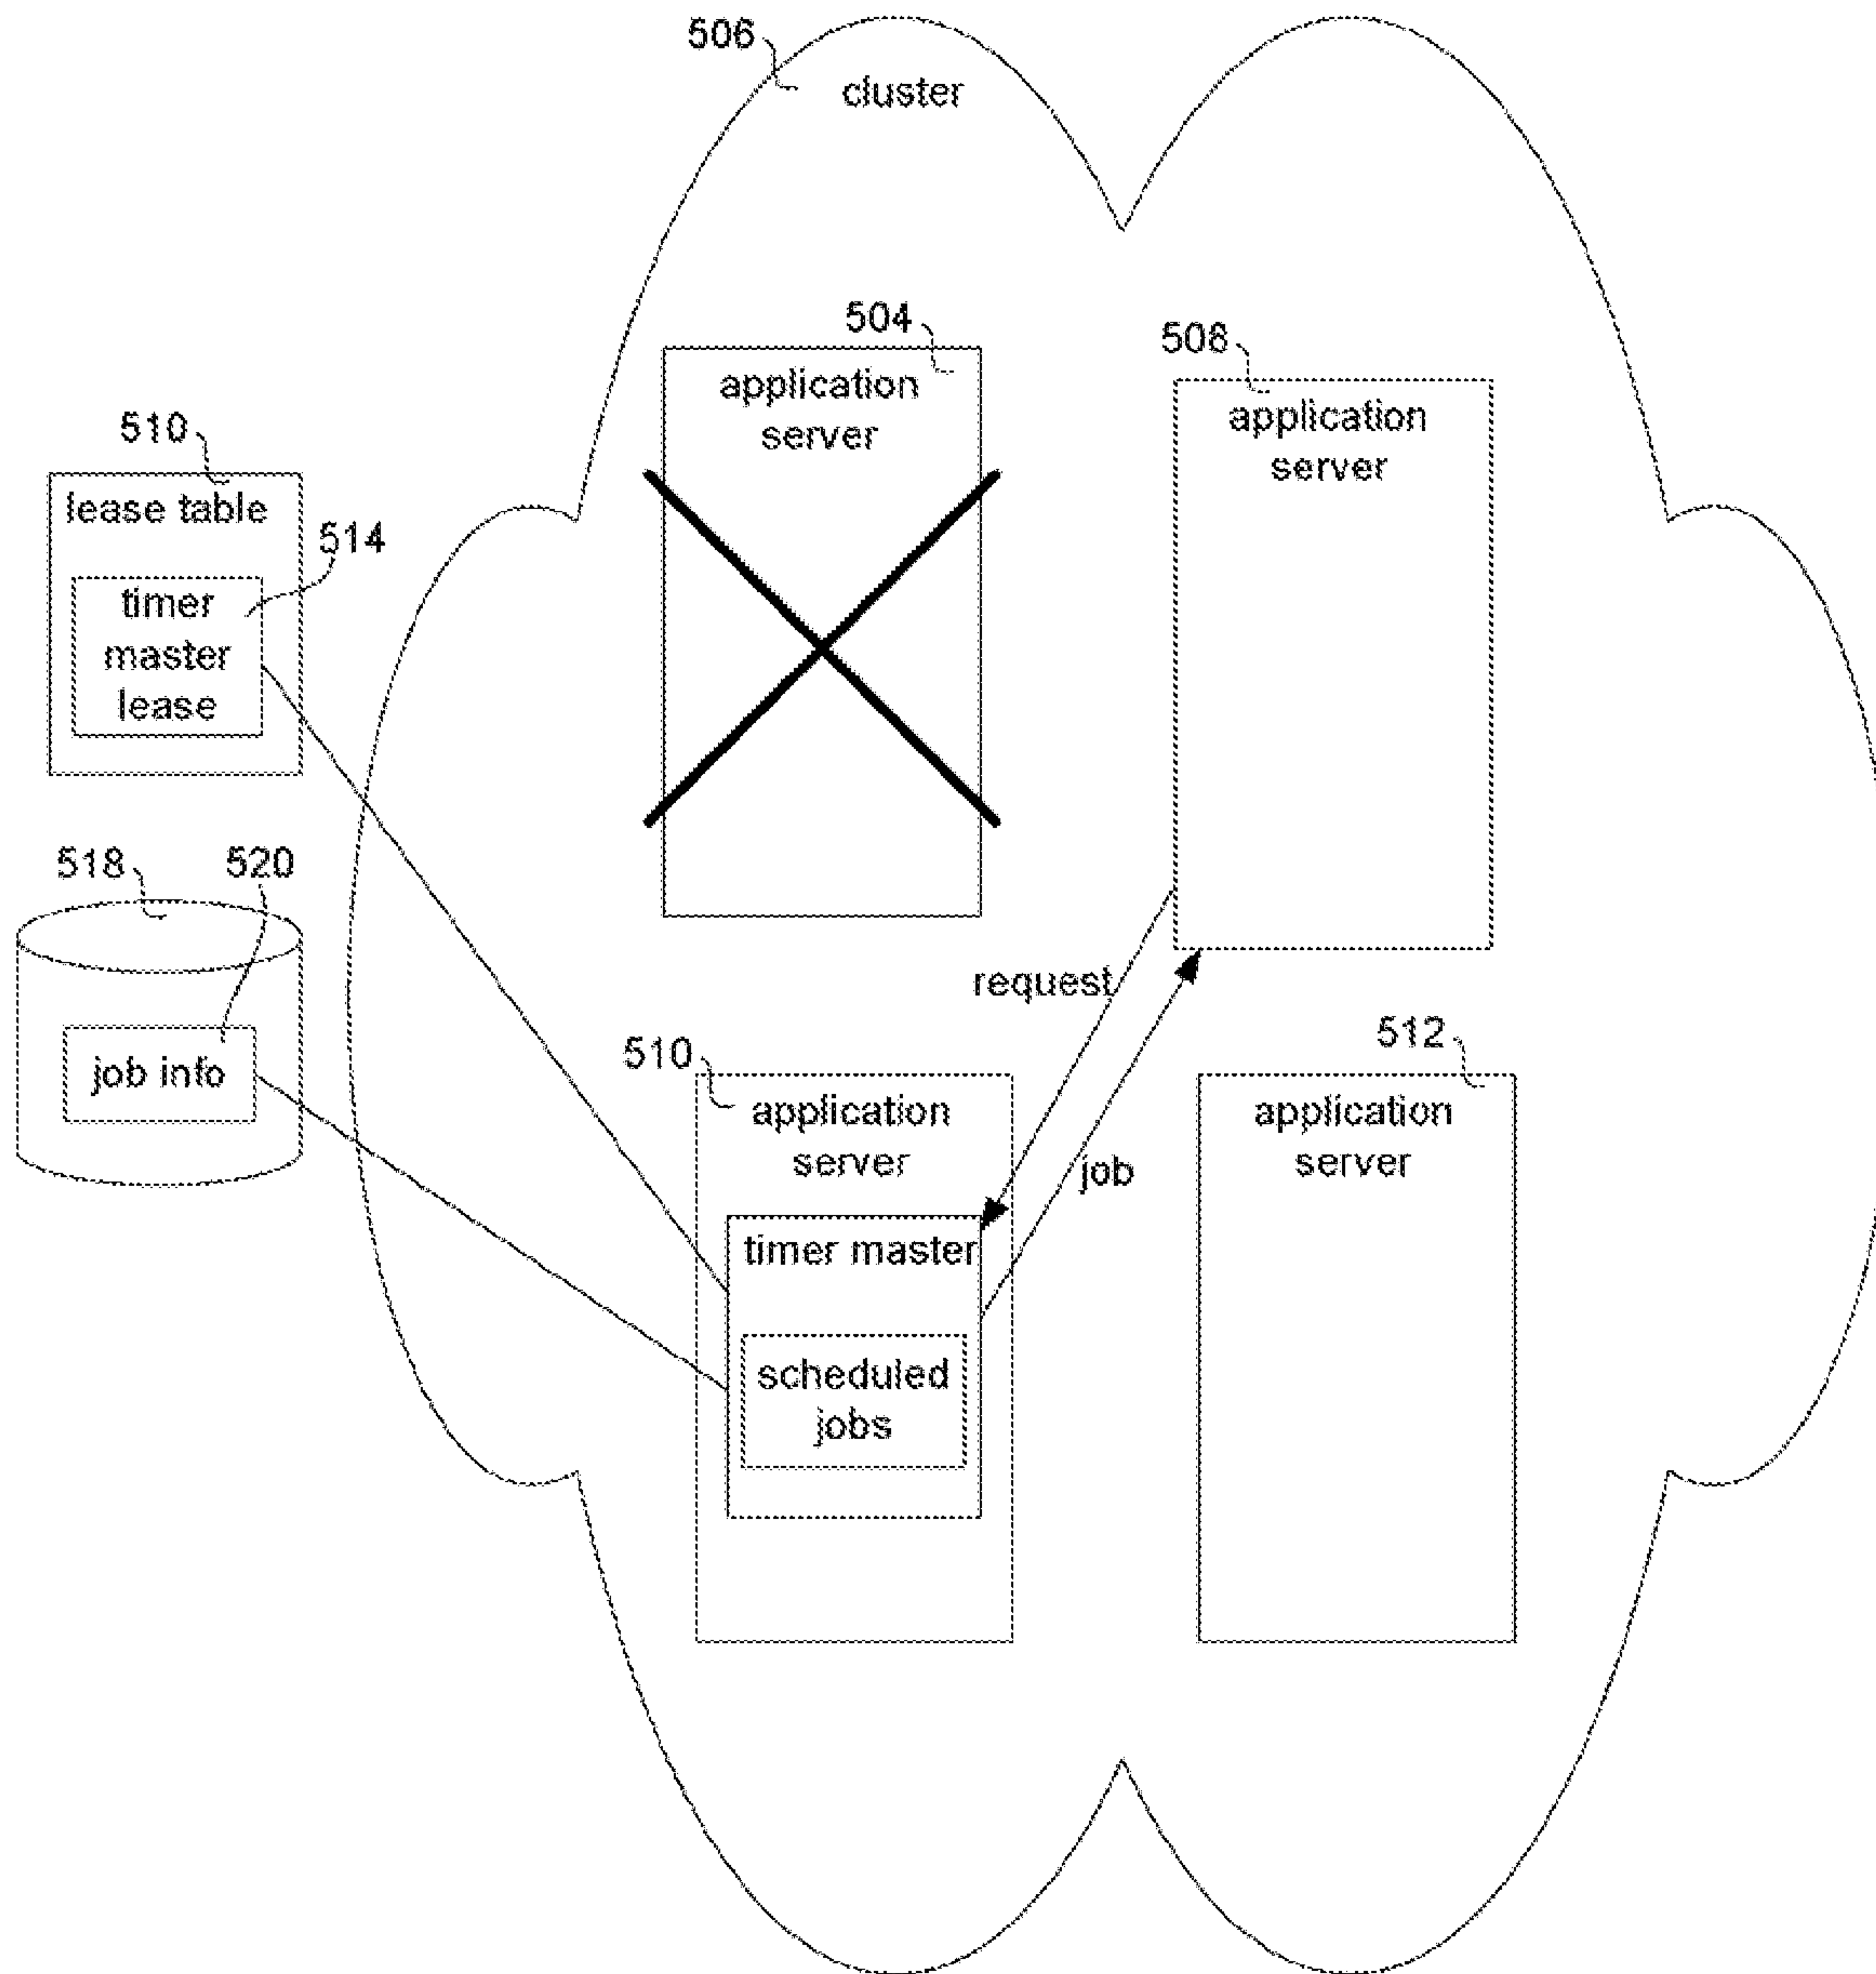 506
cluster
504
application
server
508
application
server
510
lease table
514
timer
master
lease
518
520
job info
request
job
510
application
server
timer master
scheduled
jobs
512
application
server